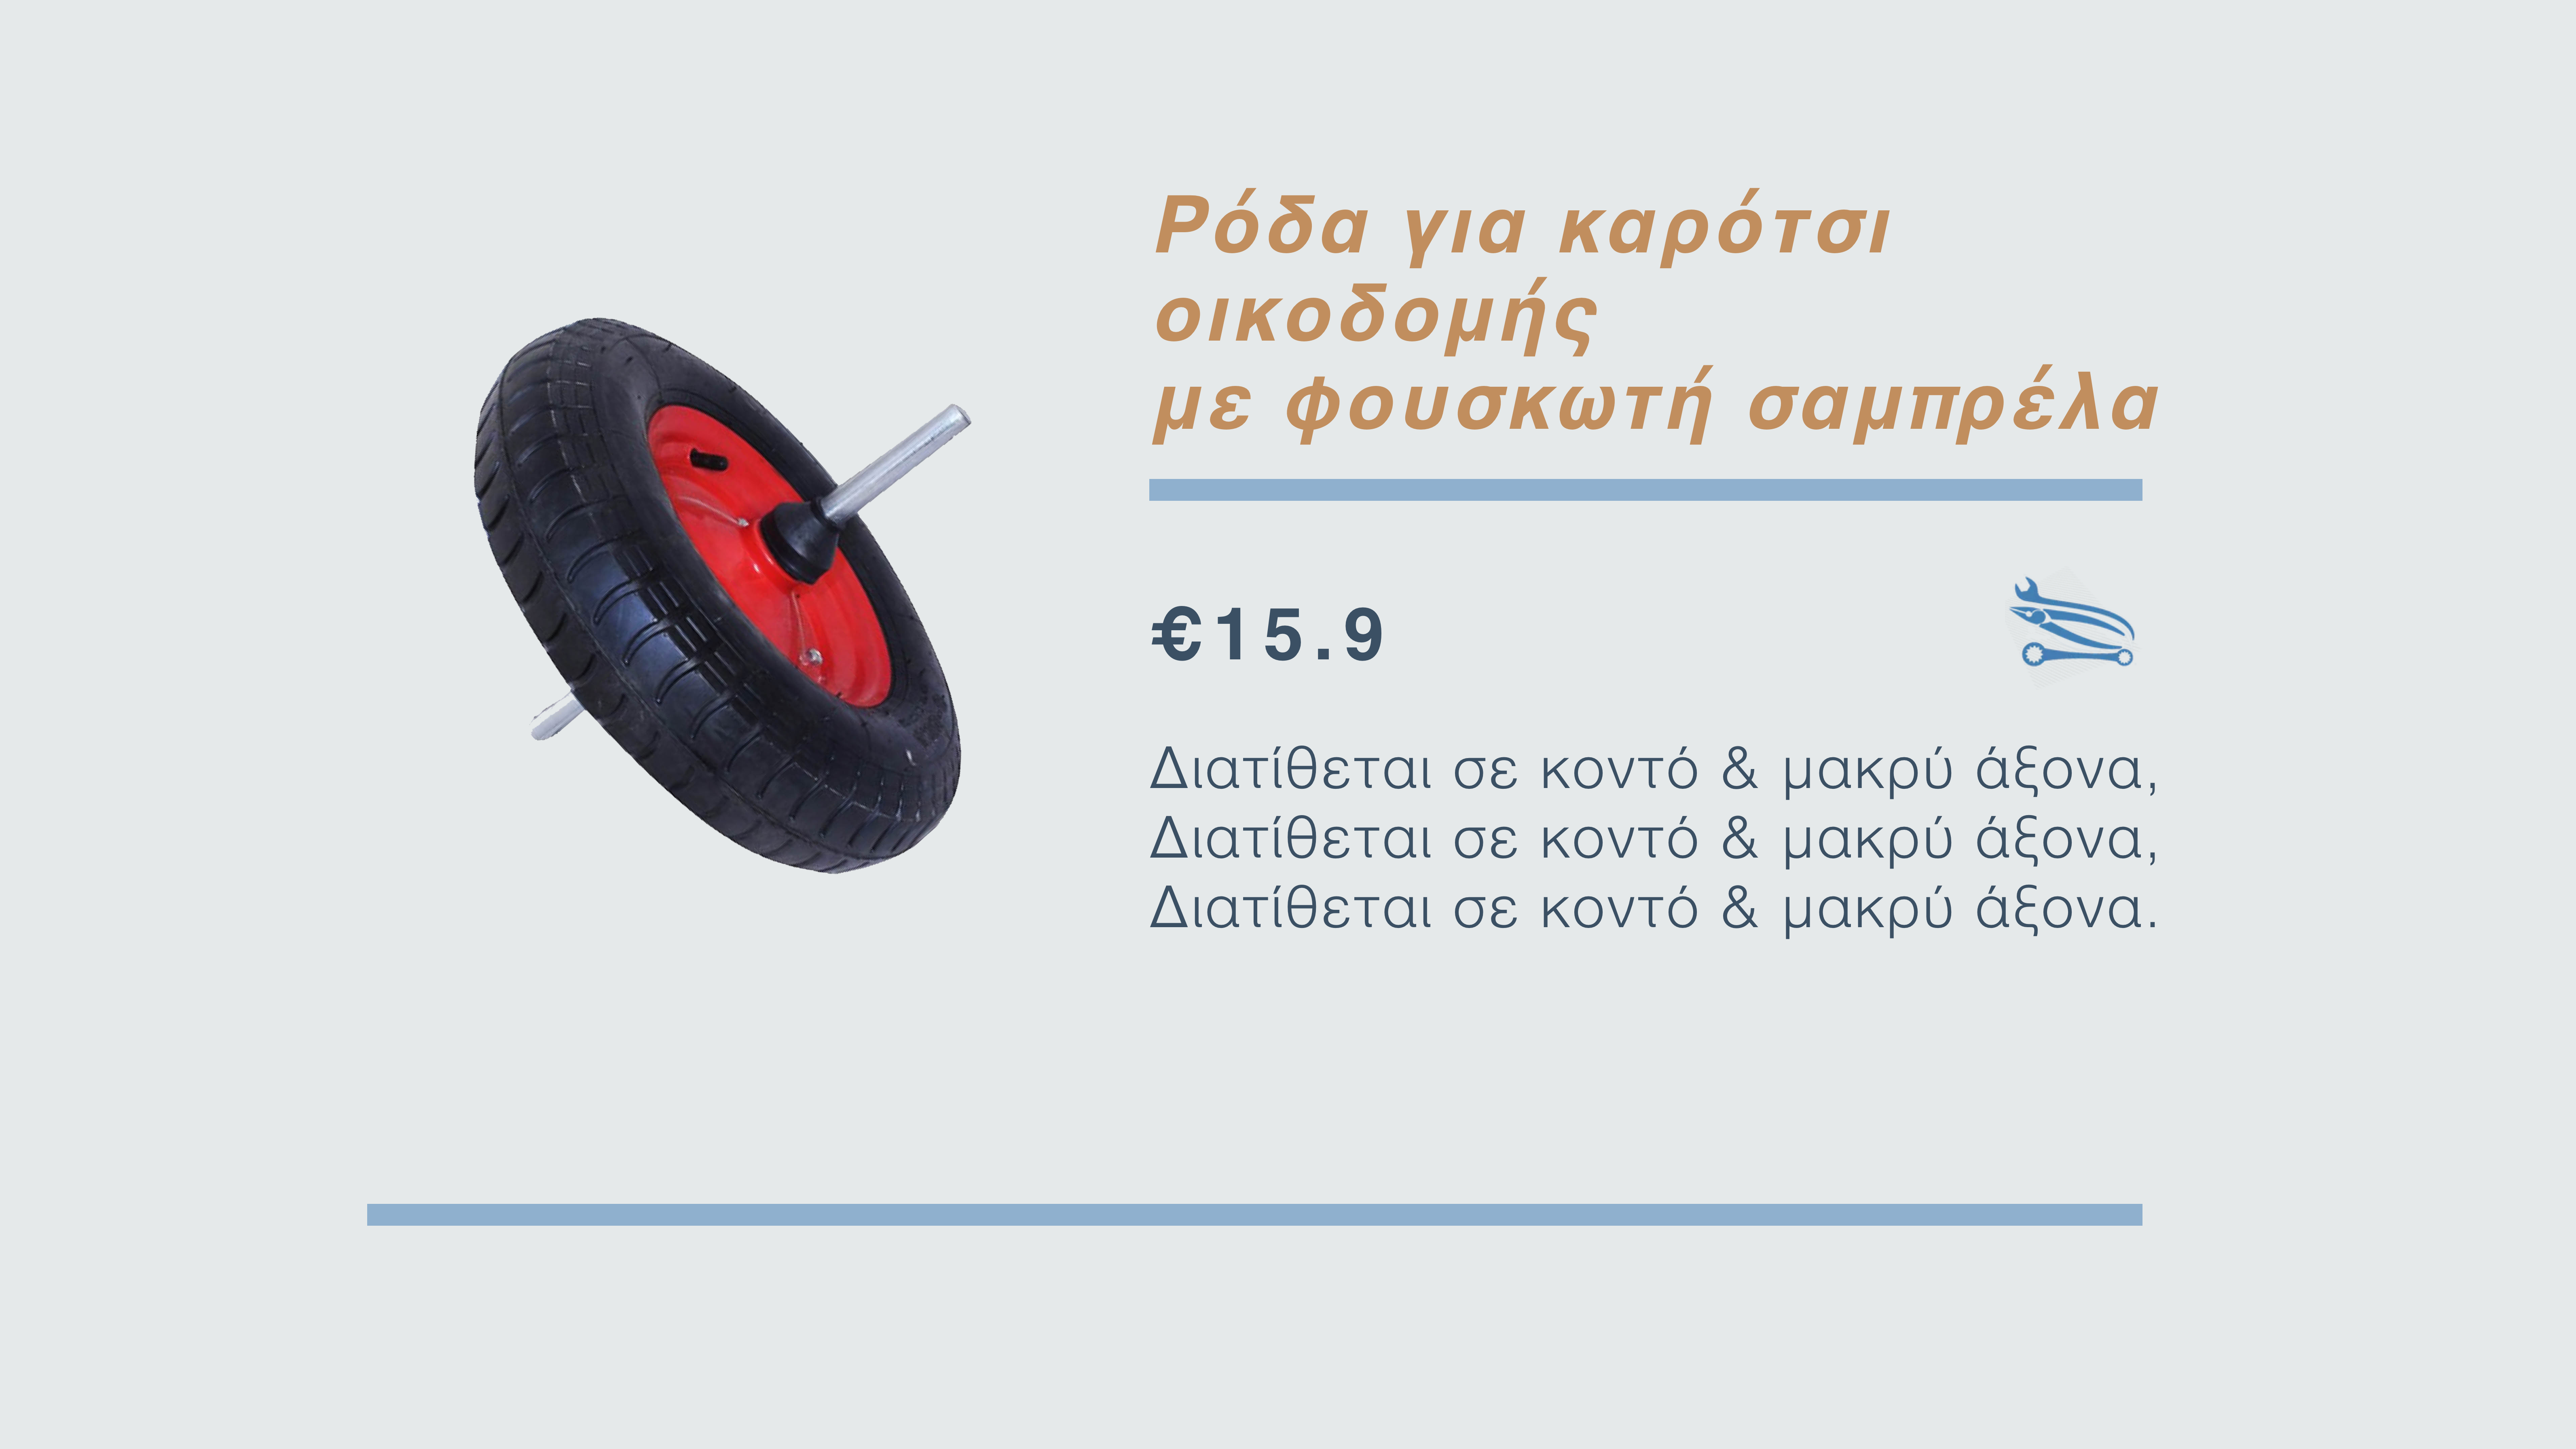 Ρόδα για καρότσι
οικοδομής
με φουσκωτή σαμπρέλα
€15.9
Διατίθεται σε κοντό & μακρύ άξονα,
Διατίθεται σε κοντό & μακρύ άξονα,
Διατίθεται σε κοντό & μακρύ άξονα.